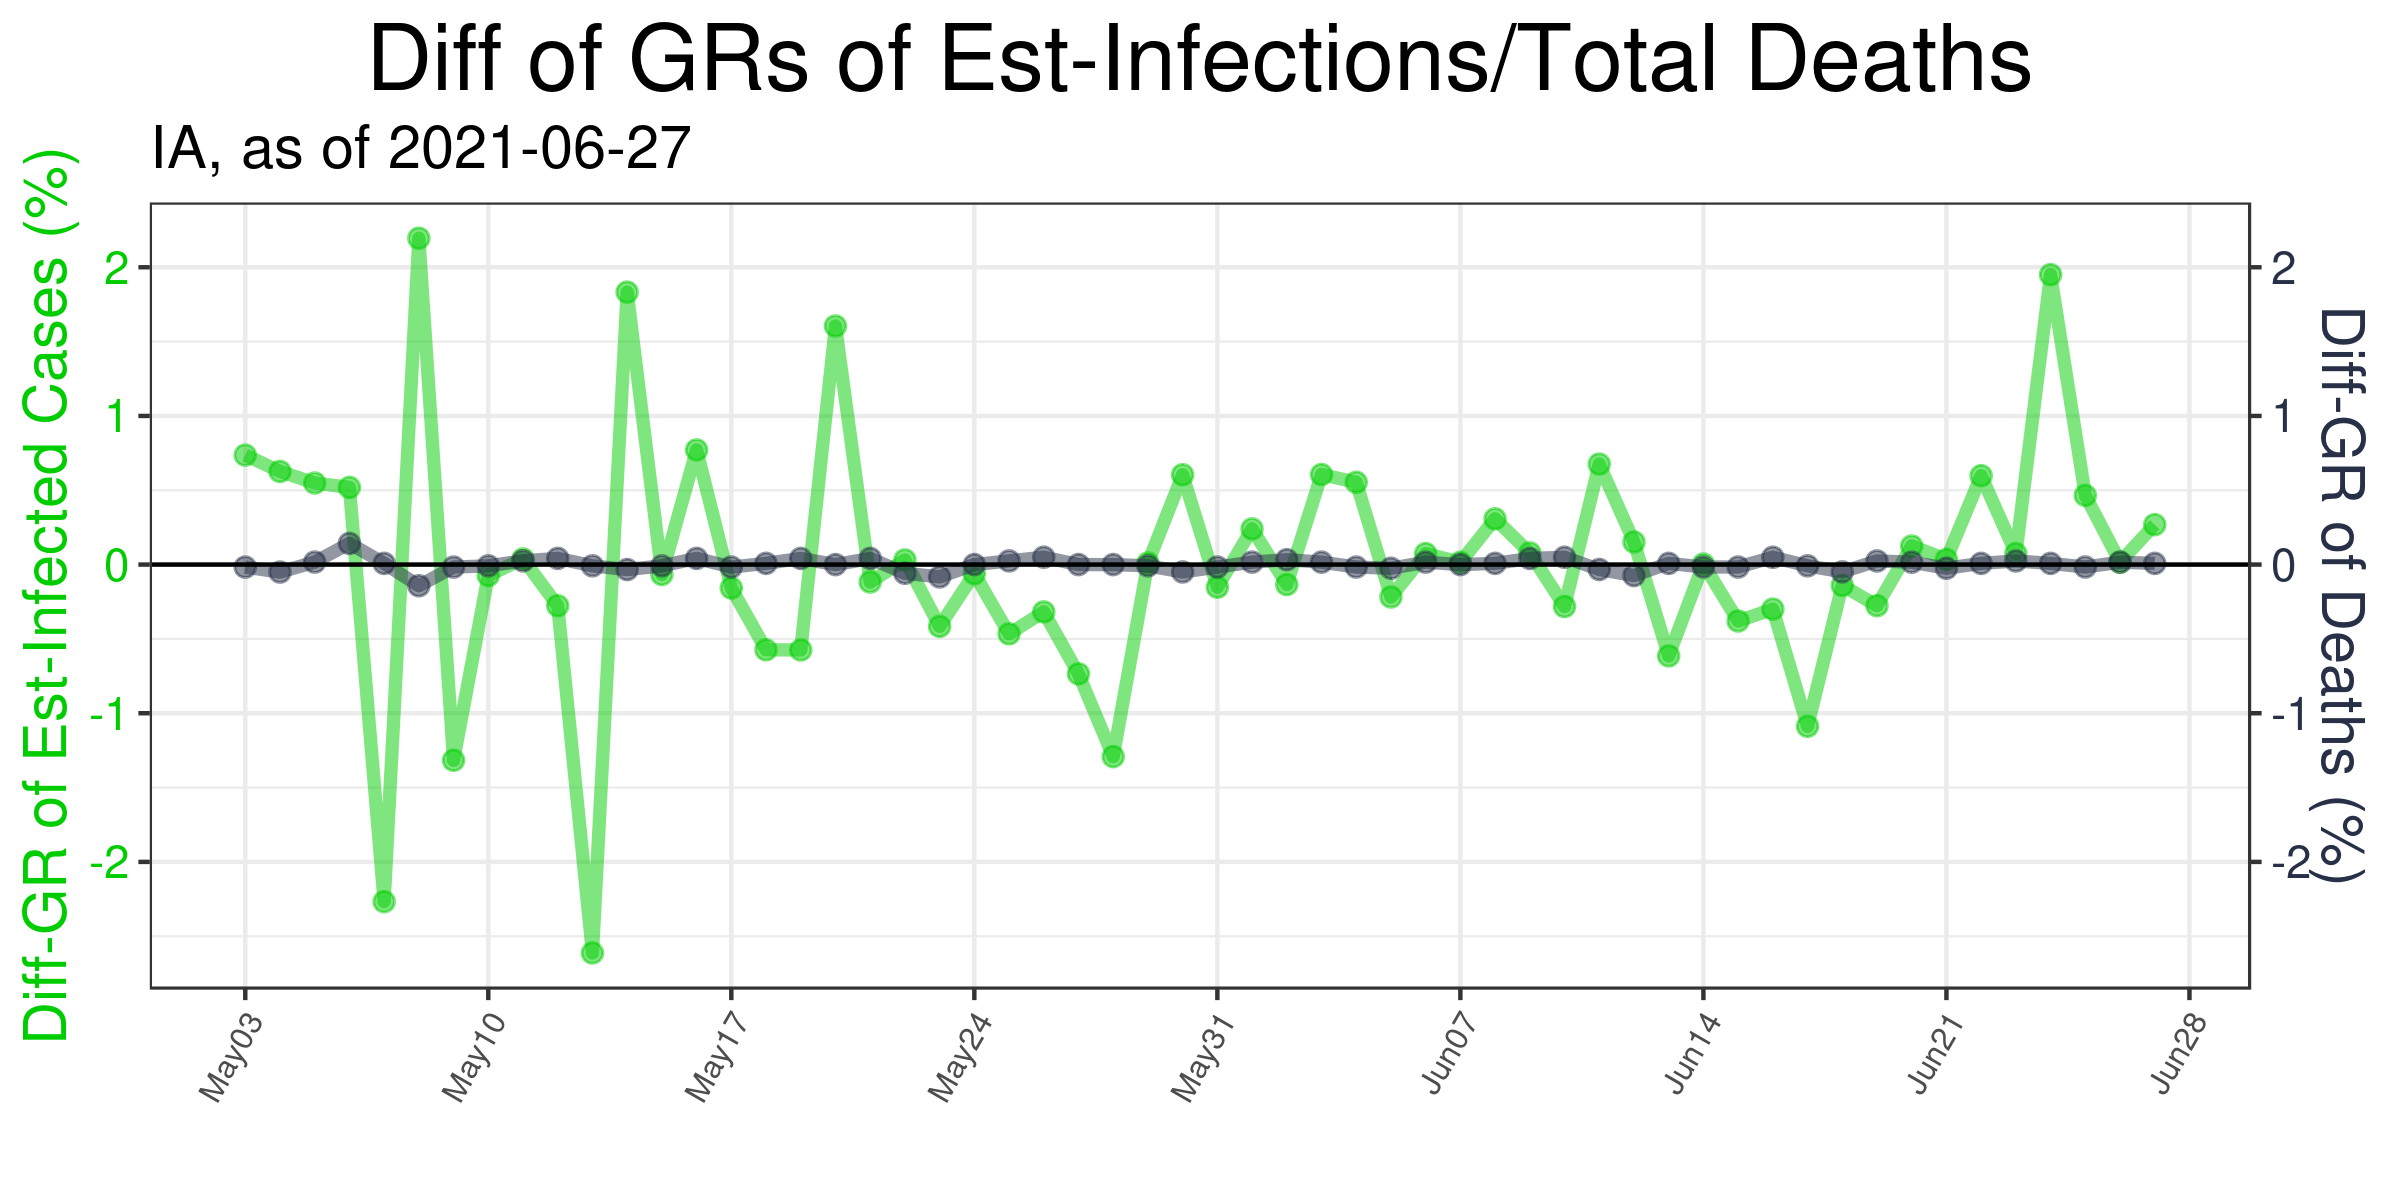 Diff of GRs of Est-Infections/Total Deaths
IA, as of 2021-06-27
Diff-GR of Est-Infected Cases (%)
2
1
0
-1
-2
2
1
0
-1
-2
Diff-GR of Deaths (%)
May03
May10
May17
May24
May31
Jun07
Jun14
Jun21
Jun28